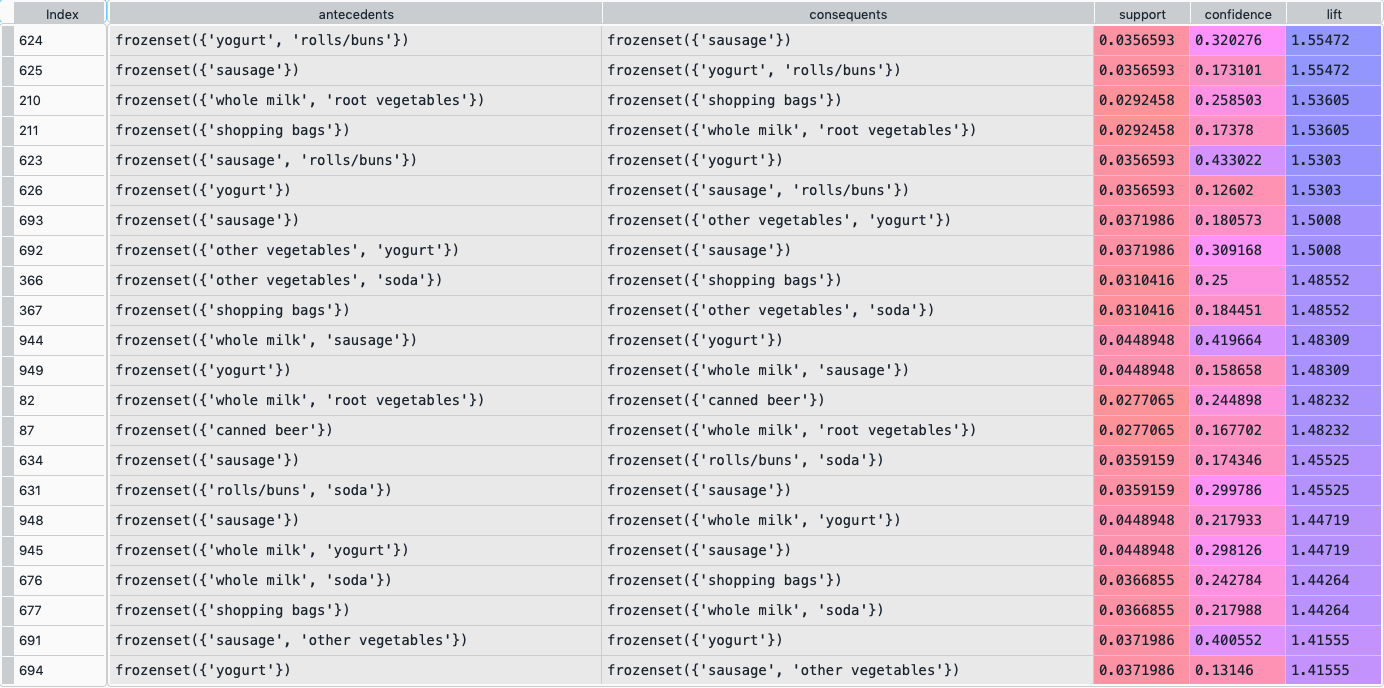 Index antecedents consequents support confidence lift
624 frozenset({'yogurt', 'rolls/buns'}) frozenset({'sausage'}) 0.0356593 0.320276 1.55472
625 frozenset({'sausage'}) frozenset({'yogurt', 'rolls/buns'}) 0.0356593 0.173101 1.55472
210 frozenset({'whole milk', 'root vegetables'}) frozenset({'shopping bags'}) 0.0292458 0.258503 1.53605
211 frozenset({'shopping bags'}) frozenset({'whole milk', 'root vegetables'}) 0.0292458 0.17378 1.53605
623 frozenset({'sausage', 'rolls/buns'}) frozenset({'yogurt'}) 0.0356593 0.433022 1.5303
626 frozenset({'yogurt'}) frozenset({'sausage', 'rolls/buns'}) 0.0356593 0.12602 1.5303
693 frozenset({'sausage'}) frozenset({'other vegetables', 'yogurt'}) 0.0371986 0.180573 1.5008
692 frozenset({'other vegetables', 'yogurt'}) frozenset({'sausage'}) 0.0371986 0.309168 1.5008
366 frozenset({'other vegetables', 'soda'}) frozenset({'shopping bags'}) 0.0310416 0.25 1.48552
367 frozenset({'shopping bags'}) frozenset({'other vegetables', 'soda'}) 0.0310416 0.184451 1.48552
944 frozenset({'whole milk', 'sausage'}) frozenset({'yogurt'}) 0.0448948 0.419664 1.48309
949 frozenset({'yogurt'}) frozenset({'whole milk', 'sausage'}) 0.0448948 0.158658 1.48309
82 frozenset({'whole milk', 'root vegetables'}) frozenset({'canned beer'}) 0.0277065 0.244898 1.48232
87 frozenset({'canned beer'}) frozenset({'whole milk', 'root vegetables'}) 0.0277065 0.167702 1.48232
634 frozenset({'sausage'}) frozenset({'rolls/buns', 'soda'}) 0.0359159 0.174346 1.45525
631 frozenset({'rolls/buns', 'soda'}) frozenset({'sausage'}) 0.0359159 0.299786 1.45525
948 frozenset({'sausage'}) frozenset({'whole milk', 'yogurt'}) 0.0448948 0.217933 1.44719
945 frozenset({'whole milk', 'yogurt'}) frozenset({'sausage'}) 0.0448948 0.298126 1.44719
676 frozenset({'whole milk', 'soda'}) frozenset({'shopping bags'}) 0.0366855 0.242784 1.44264
677 frozenset({'shopping bags'}) frozenset({'whole milk', 'soda'}) 0.0366855 0.217988 1.44264
691 frozenset({'sausage', 'other vegetables'}) frozenset({'yogurt'}) 0.0371986 0.400552 1.41555
694 frozenset({'yogurt'}) frozenset({'sausage', 'other vegetables'}) 0.0371986 0.13146 1.41555